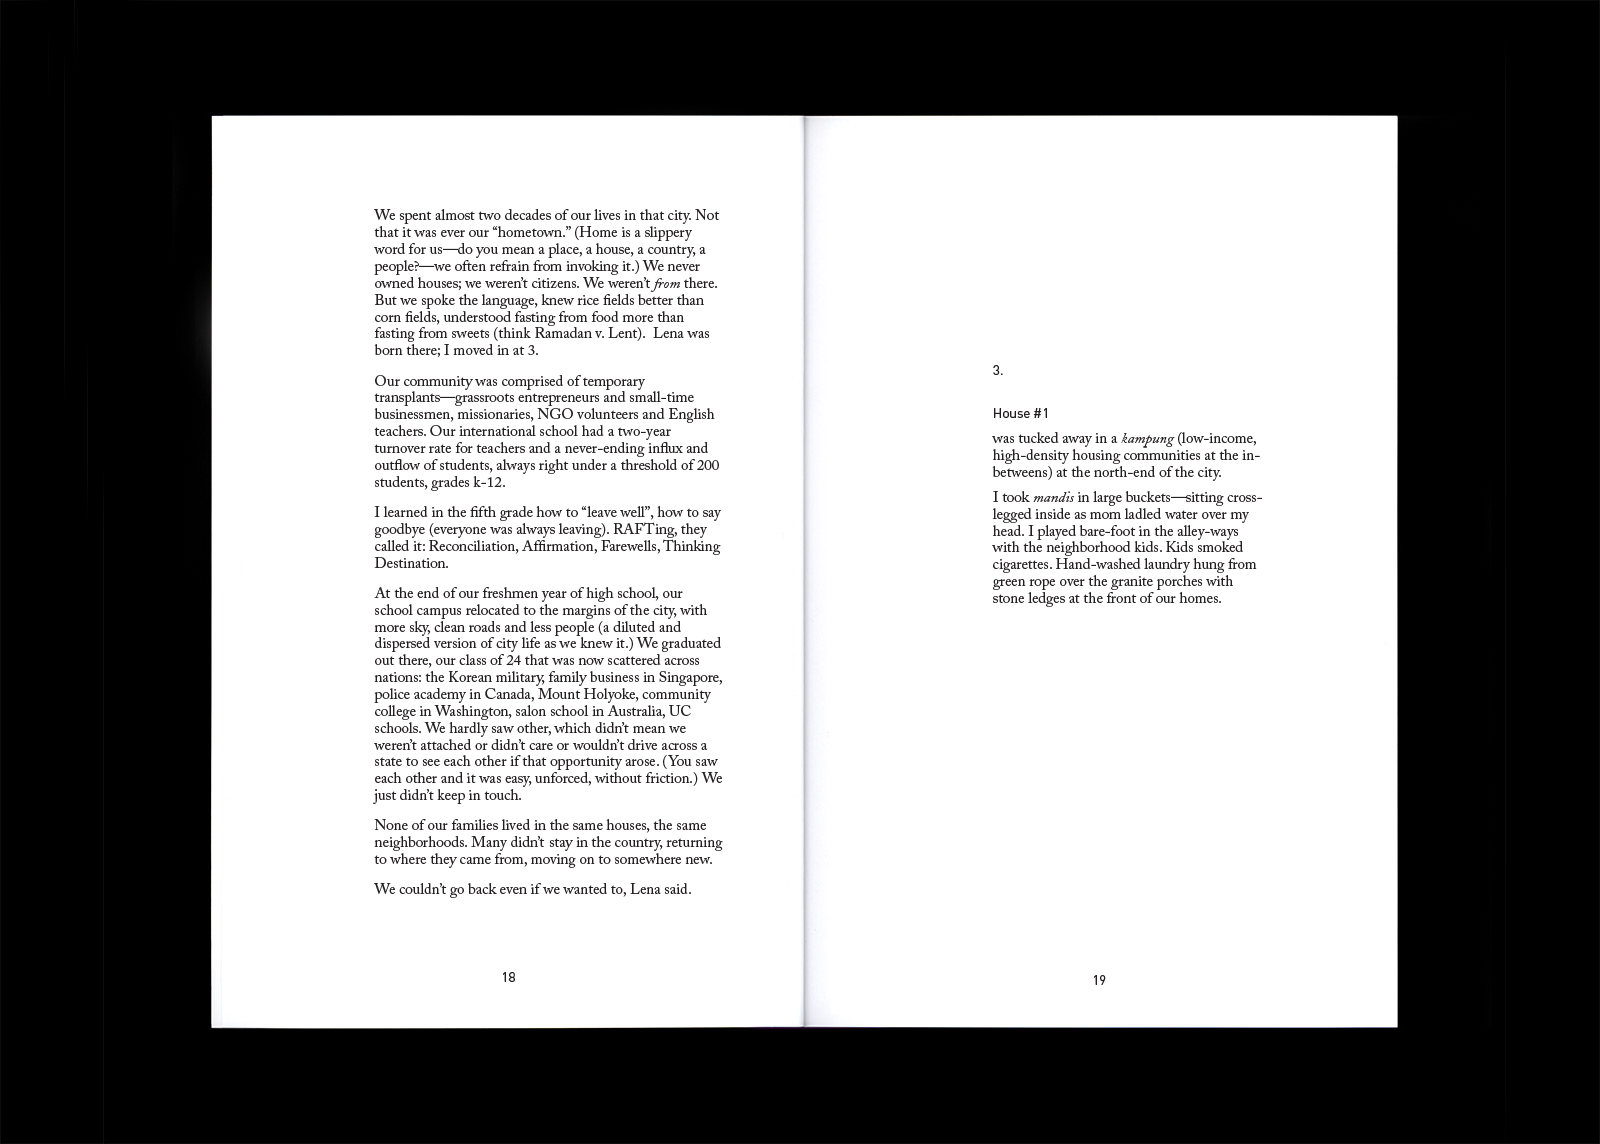 We spent almost two decades of our lives in that city. Not
that it was ever our “hometown.” (Home is a slippery
word for us—do you mean a place, a house, a country, a
people?—we often refrain from invoking it.) We never
owned houses; we weren’t citizens. We weren’t from there.
But we spoke the language, knew rice fields better than
corn fields, understood fasting from food more than
fasting from sweets (think Ramadan v. Lent).  Lena was
born there; I moved in at 3.
Our community was comprised of temporary
transplants—grassroots entrepreneurs and small-time
businessmen, missionaries, NGO volunteers and English
teachers. Our international school had a two-year
turnover rate for teachers and a never-ending influx and
outflow of students, always right under a threshold of 200
students, grades k-12.
I learned in the fifth grade how to “leave well”, how to say
goodbye (everyone was always leaving). RAFTing, they
called it: Reconciliation, Affirmation, Farewells, Thinking
Destination.
At the end of our freshmen year of high school, our
school campus relocated to the margins of the city, with
more sky, clean roads and less people (a diluted and
dispersed version of city life as we knew it.) We graduated
out there, our class of 24 that was now scattered across
nations: the Korean military, family business in Singapore,
police academy in Canada, Mount Holyoke, community
college in Washington, salon school in Australia, UC
schools. We hardly saw other, which didn’t mean we
weren’t attached or didn’t care or wouldn’t drive across a
state to see each other if that opportunity arose. (You saw
each other and it was easy, unforced, without friction.) We
just didn’t keep in touch.
None of our families lived in the same houses, the same
neighborhoods. Many didn’t stay in the country, returning
to where they came from, moving on to somewhere new.
We couldn’t go back even if we wanted to, Lena said.
18
3.
House #1
was tucked away in a kampung (low-income,
high-density housing communities at the in-
betweens) at the north-end of the city.
I took mandis in large buckets—sitting cross-
legged inside as mom ladled water over my
head. I played bare-foot in the alley-ways
with the neighborhood kids. Kids smoked
cigarettes. Hand-washed laundry hung from
green rope over the granite porches with
stone ledges at the front of our homes.
19